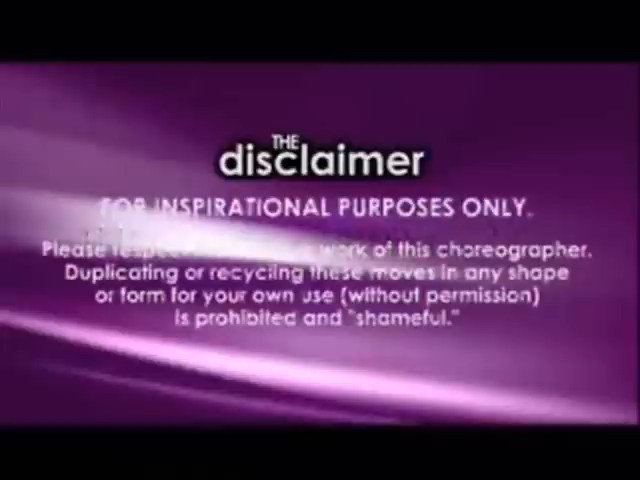 THE
disclaimer
FOR INSPIRATIONAL PURPOSES ONLY.
Please respect work of this choreographer.
Duplicating or recycling these moves in any shape
or form for your own use (without permission)
is prohibited and "shameful."